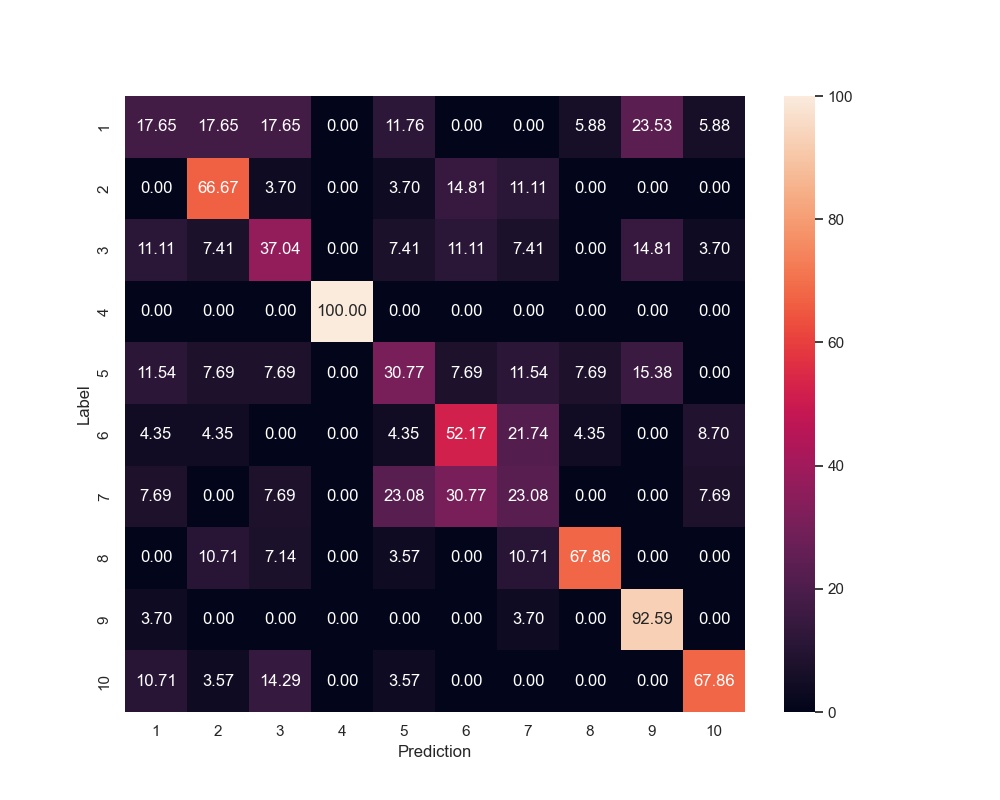 1 17.65 17.65 17.65 0.00 11.76 0.00 0.00 5.88 23.53 5.88
2 0.00 66.67 3.70 0.00 3.70 14.81 11.11 0.00 0.00 0.00
3 11.11 7.41 37.04 0.00 7.41 11.11 7.41 0.00 14.81 3.70
4 0.00 0.00 0.00 100.00 0.00 0.00 0.00 0.00 0.00 0.00
5 11.54 7.69 7.69 0.00 30.77 7.69 11.54 7.69 15.38 0.00
6 4.35 4.35 0.00 0.00 4.35 52.17 21.74 4.35 0.00 8.70
7 7.69 0.00 7.69 0.00 23.08 30.77 23.08 0.00 0.00 7.69
8 0.00 10.71 7.14 0.00 3.57 0.00 10.71 67.86 0.00 0.00
9 3.70 0.00 0.00 0.00 0.00 0.00 3.70 0.00 92.59 0.00
10 10.71 3.57 14.29 0.00 3.57 0.00 0.00 0.00 0.00 67.86
1 2 3 4 5 6 7 8 9 10
Prediction
Label
100
80
60
40
20
0